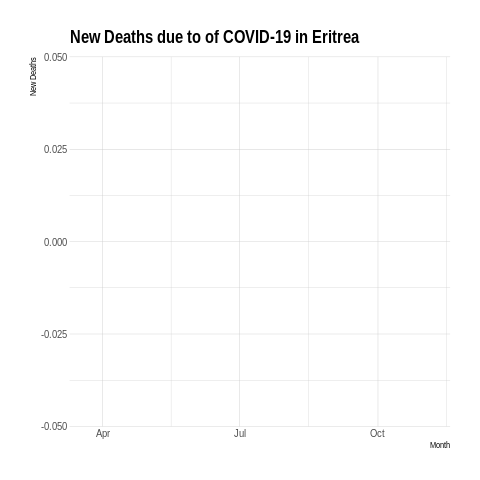 New Deaths due to of COVID-19 in Eritrea
New Deaths
0.050
0.025
0.000
-0.025
-0.050
Apr Jul Oct
Month